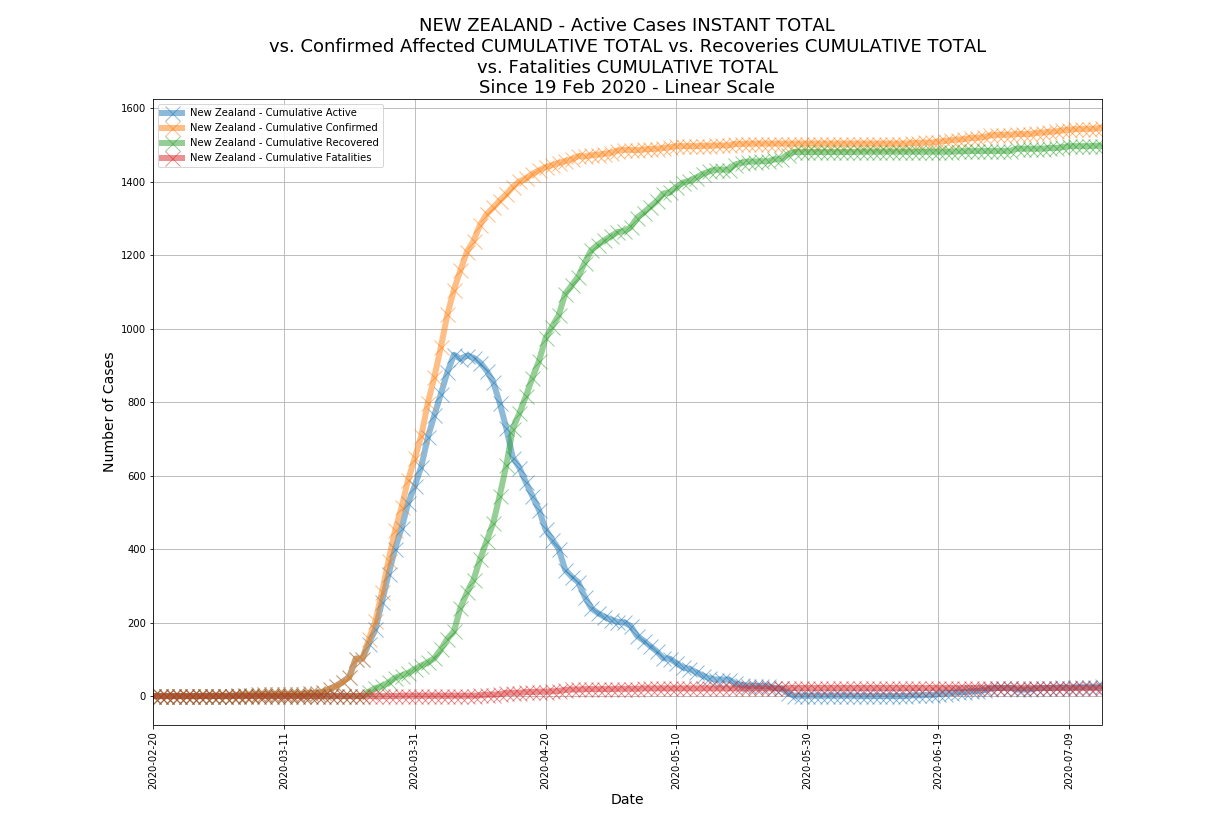 NEW ZEALAND - Active Cases INSTANT TOTAL
vs. Confirmed Affected CUMULATIVE TOTAL vs. Recoveries CUMULATIVE TOTAL
vs. Fatalities CUMULATIVE TOTAL
Since 19 Feb 2020 - Linear Scale
New Zealand - Cumulative Active
New Zealand - Cumulative Confirmed
New Zealand - Cumulative Recovered
New Zealand - Cumulative Fatalities
Number of Cases
1600
1400
1200
1000
800
600
400
200
0
2020-02-20
2020-03-11
2020-03-31
2020-04-20
2020-05-10
2020-05-30
2020-06-19
2020-07-09
Date